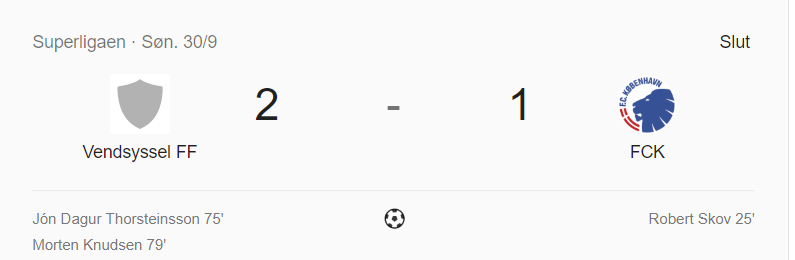 Superligaen · Søn. 30/9
Slut
2 - 1
F.C. KØBENHAVN
Vendsyssel FF
FCK
Jón Dagur Thorsteinsson 75'
Robert Skov 25'
Morten Knudsen 79'